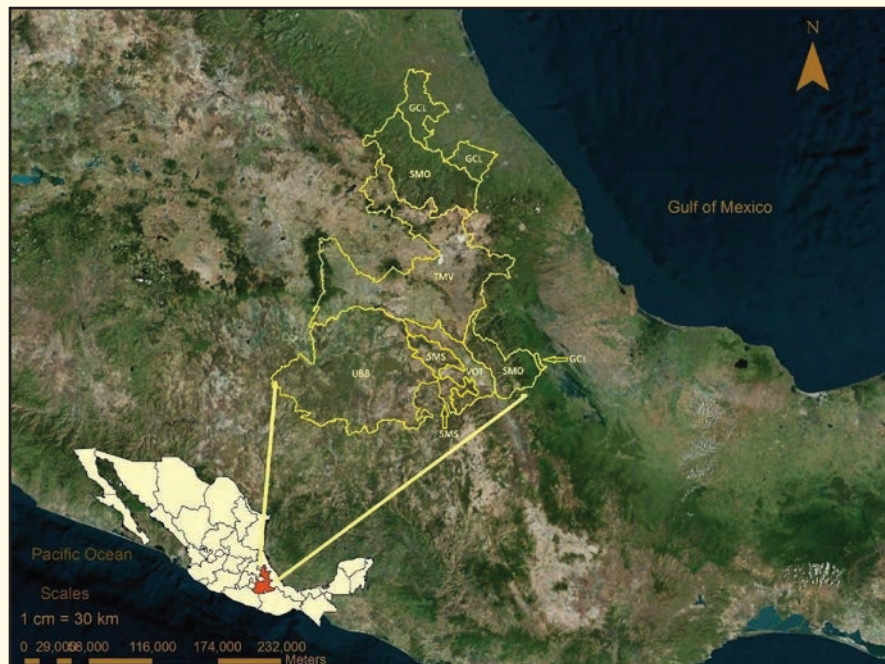 N
GCL
GCL
SMO
Gulf of Mexico
TMV
GCL
SMS
UBB
VOT
SMO
SMS
Pacific Ocean
Scales
1 cm = 30 km
0 29,000 58,000 116,000 174,000 232,000
Meters